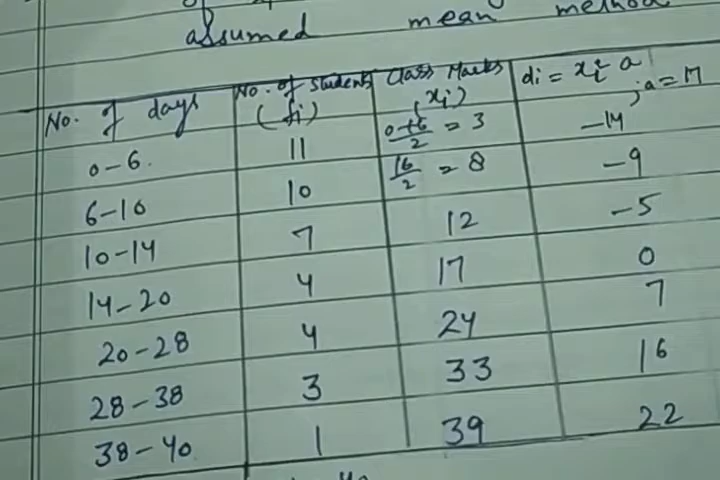 assumed mean method
No. of days No. of students (fi) Class Marks (xi) di = xi - a ; a = 17
0-6 11 0+6/2 = 3 -14
6-10 10 16/2 = 8 -9
10-14 7 12 -5
14-20 4 17 0
20-28 4 24 7
28-38 3 33 16
38-40 1 39 22